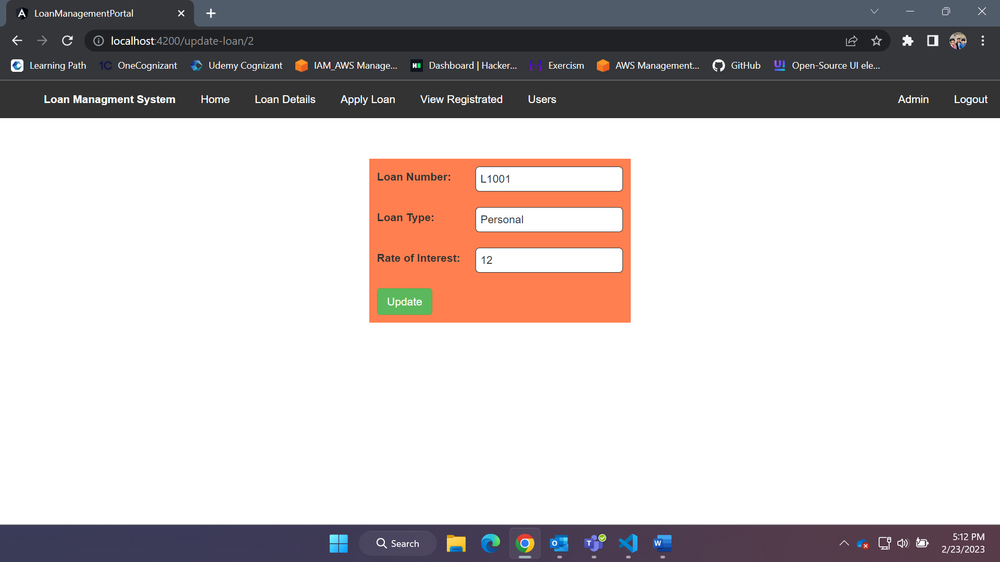 LoanManagementPortal
localhost:4200/update-loan/2
Learning Path 1C OneCognizant Udemy Cognizant IAM_AWS Manage... Dashboard | Hacker... Exercism AWS Management... GitHub UI Open-Source UI ele...
Loan Managment System Home Loan Details Apply Loan View Registrated Users Admin Logout
Loan Number: L1001
Loan Type: Personal
Rate of Interest: 12
Update
Search
5:12 PM
2/23/2023